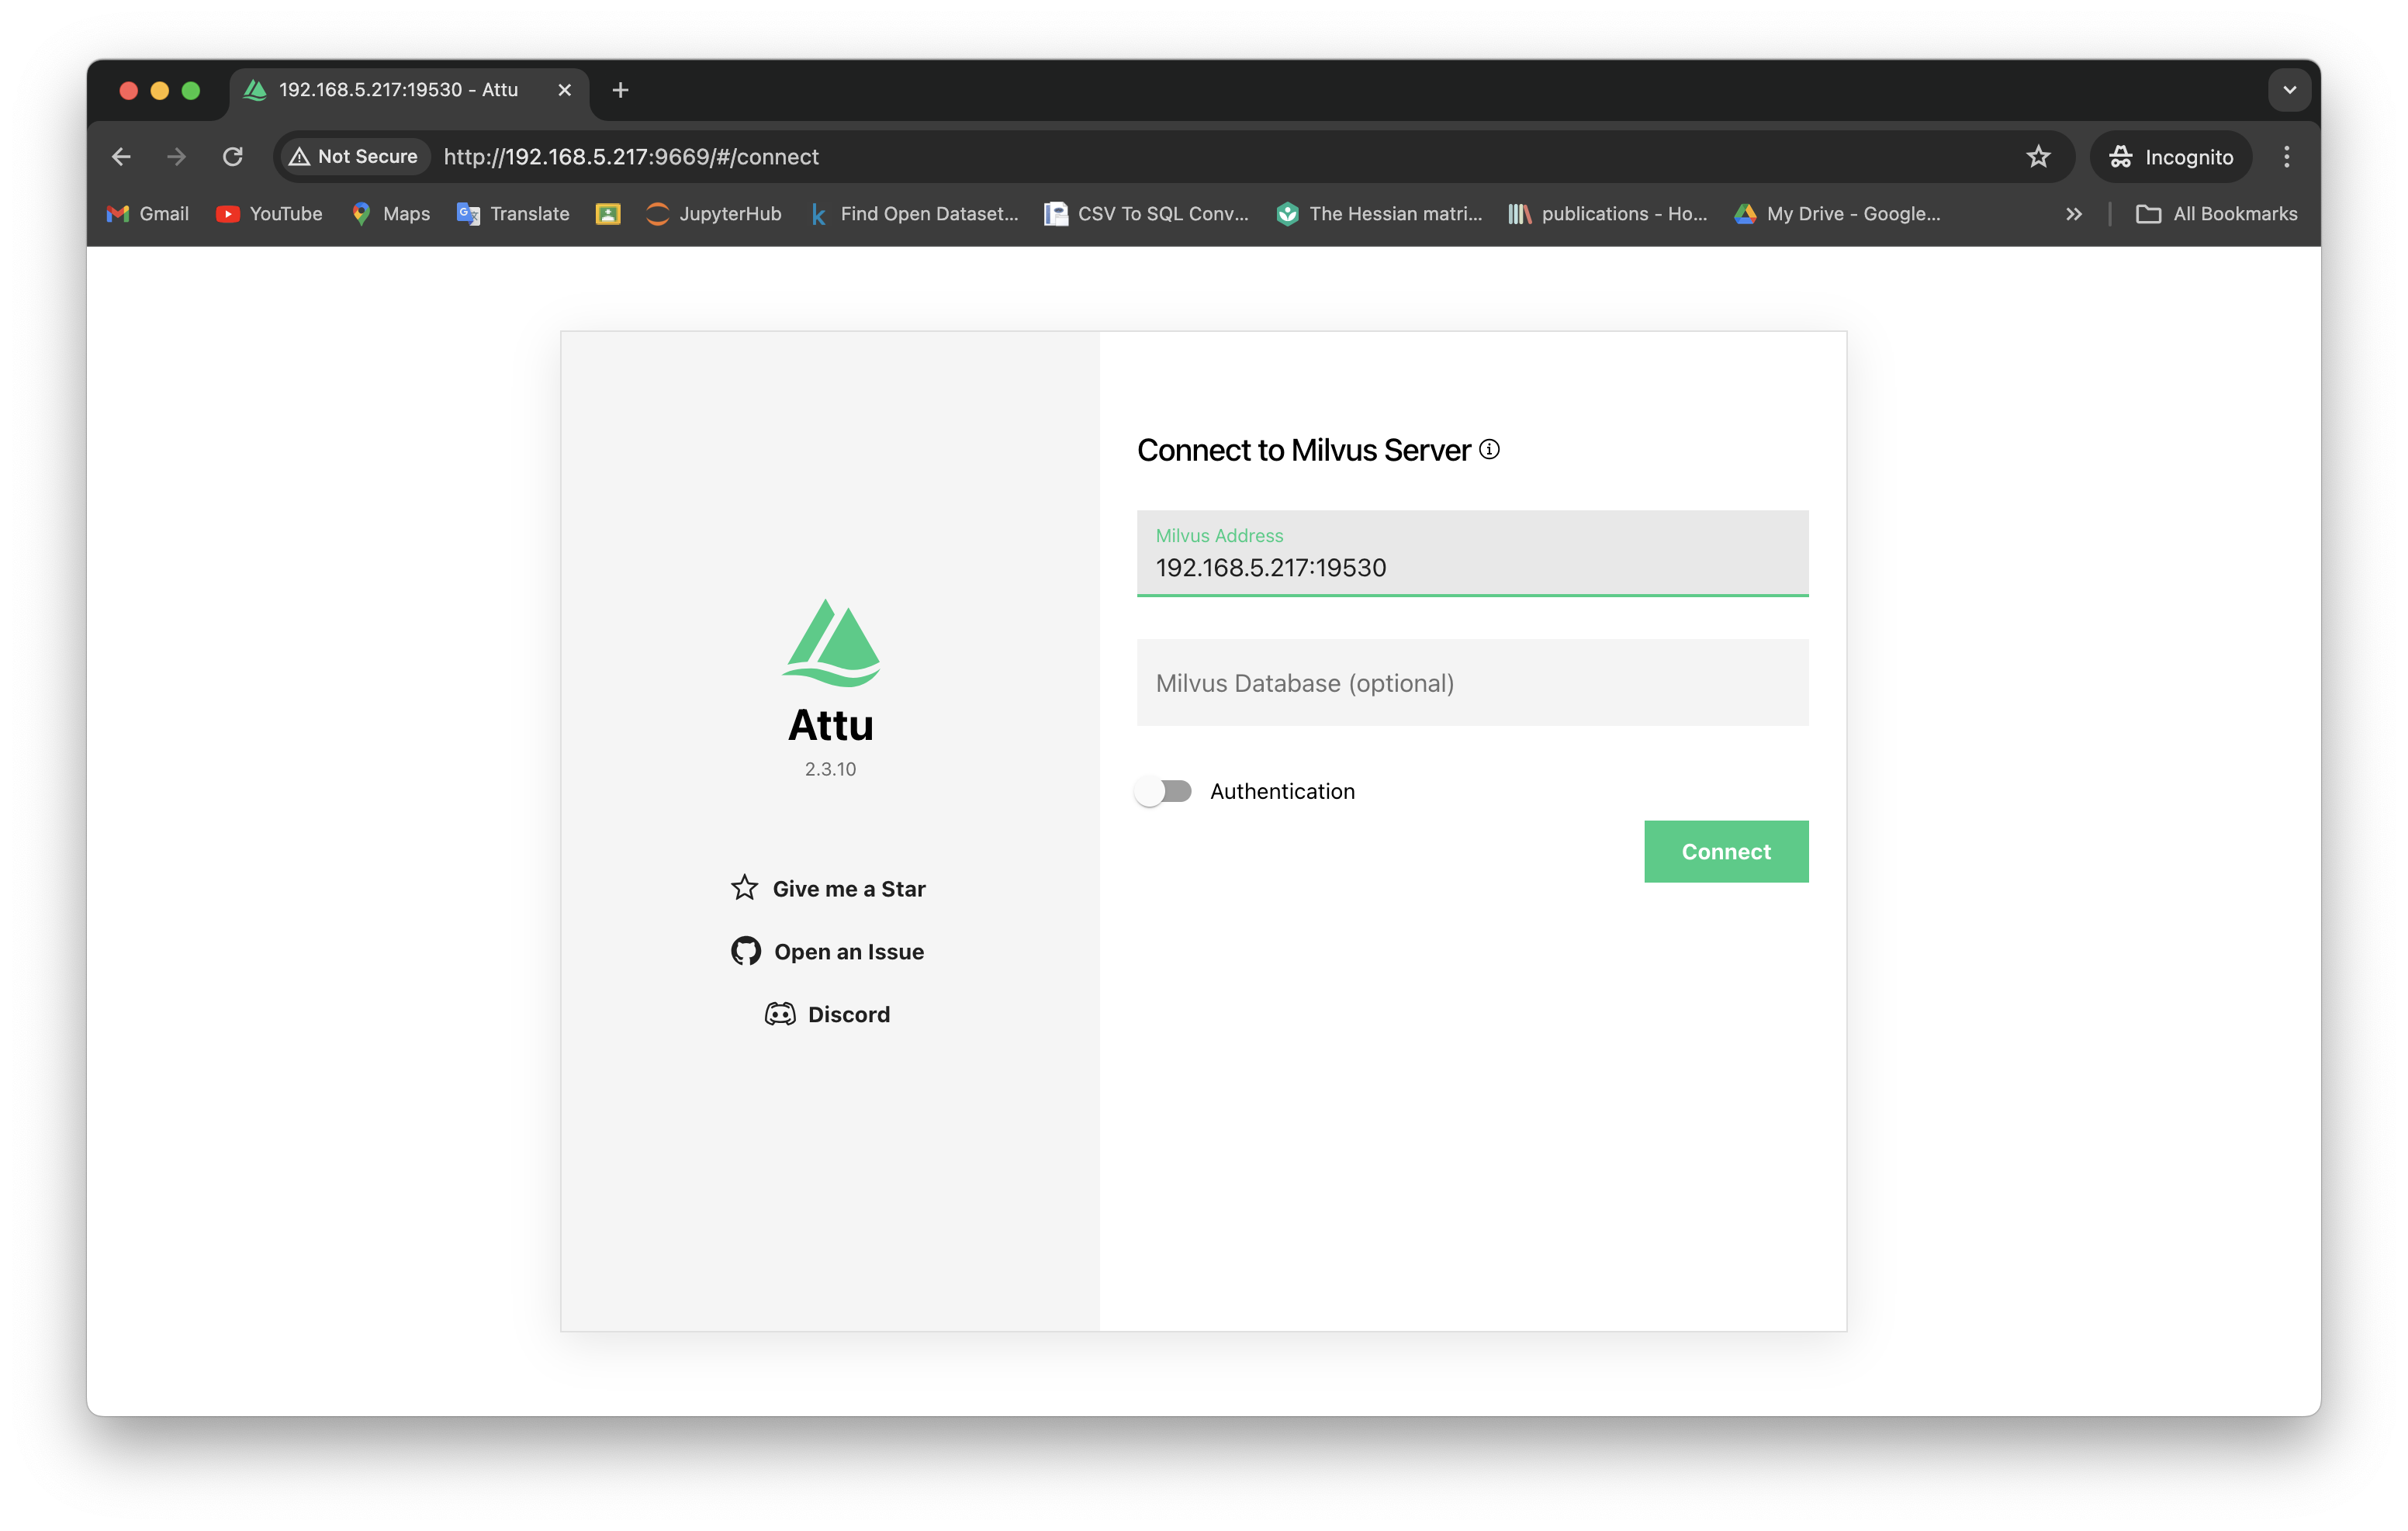 192.168.5.217:19530 - Attu
Not Secure
http://192.168.5.217:9669/#/connect
Incognito
Gmail
YouTube
Maps
Translate
JupyterHub
Find Open Dataset...
CSV To SQL Conv...
The Hessian matri...
publications - Ho...
My Drive - Google...
All Bookmarks
Attu
2.3.10
Give me a Star
Open an Issue
Discord
Connect to Milvus Server
Milvus Address
192.168.5.217:19530
Milvus Database (optional)
Authentication
Connect